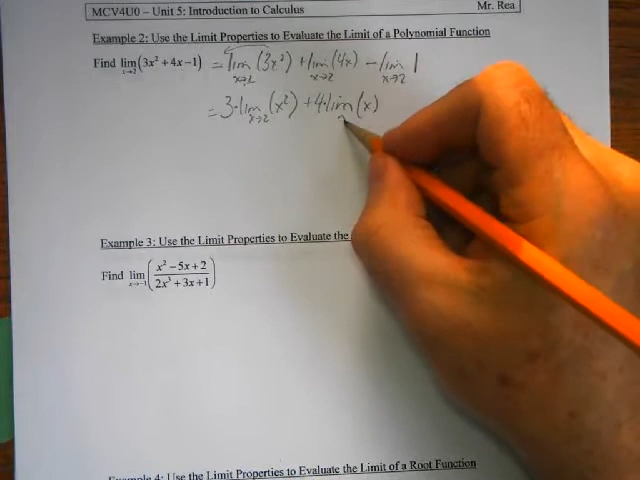 MCV4U0 – Unit 5: Introduction to Calculus Mr. Rea
Example 2: Use the Limit Properties to Evaluate the Limit of a Polynomial Function
Find lim x→2 (3x² + 4x − 1) = lim x→2 (3x²) + lim x→2 (4x) − lim x→2 1
= 3·lim x→2 (x²) + 4·lim (x)
Example 3: Use the Limit Properties to Evaluate the
Find lim x→−1 ((x² − 5x + 2)/(2x³ + 3x + 1))
Example 4: Use the Limit Properties to Evaluate the Limit of a Root Function